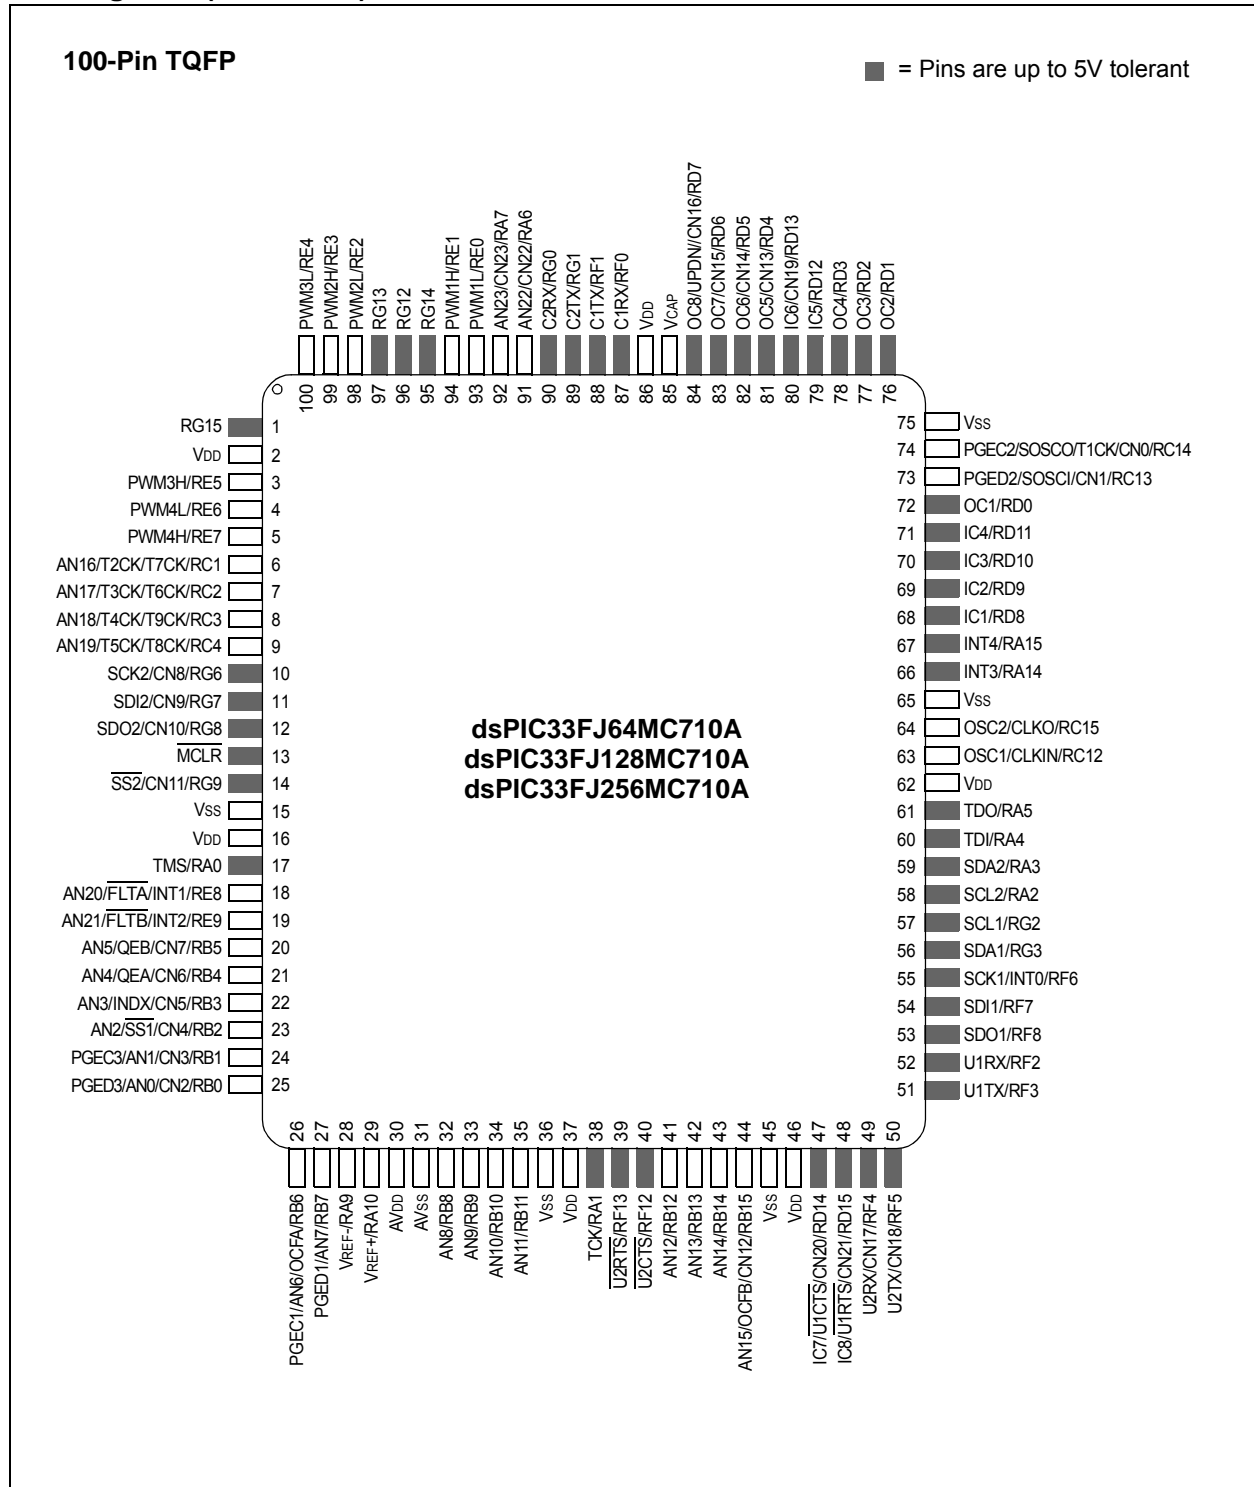 100-Pin TQFP
= Pins are up to 5V tolerant
PWM3L/RE4
PWM2H/RE3
PWM2L/RE2
RG13
RG12
RG14
PWM1H/RE1
PWM1L/RE0
AN23/CN23/RA7
AN22/CN22/RA6
C2RX/RG0
C2TX/RG1
C1TX/RF1
C1RX/RF0
VDD
VCAP
OC8/UPDN//CN16/RD7
OC7/CN15/RD6
OC6/CN14/RD5
OC5/CN13/RD4
IC6/CN19/RD13
IC5/RD12
OC4/RD3
OC3/RD2
OC2/RD1
100
99
98
97
96
95
94
93
92
91
90
89
88
87
86
85
84
83
82
81
80
79
78
77
76
RG15 1
VDD 2
PWM3H/RE5 3
PWM4L/RE6 4
PWM4H/RE7 5
AN16/T2CK/T7CK/RC1 6
AN17/T3CK/T6CK/RC2 7
AN18/T4CK/T9CK/RC3 8
AN19/T5CK/T8CK/RC4 9
SCK2/CN8/RG6 10
SDI2/CN9/RG7 11
SDO2/CN10/RG8 12
MCLR 13
SS2/CN11/RG9 14
VSS 15
VDD 16
TMS/RA0 17
AN20/FLTA/INT1/RE8 18
AN21/FLTB/INT2/RE9 19
AN5/QEB/CN7/RB5 20
AN4/QEA/CN6/RB4 21
AN3/INDX/CN5/RB3 22
AN2/SS1/CN4/RB2 23
PGEC3/AN1/CN3/RB1 24
PGED3/AN0/CN2/RB0 25
dsPIC33FJ64MC710A
dsPIC33FJ128MC710A
dsPIC33FJ256MC710A
75 VSS
74 PGEC2/SOSCO/T1CK/CN0/RC14
73 PGED2/SOSCI/CN1/RC13
72 OC1/RD0
71 IC4/RD11
70 IC3/RD10
69 IC2/RD9
68 IC1/RD8
67 INT4/RA15
66 INT3/RA14
65 VSS
64 OSC2/CLKO/RC15
63 OSC1/CLKIN/RC12
62 VDD
61 TDO/RA5
60 TDI/RA4
59 SDA2/RA3
58 SCL2/RA2
57 SCL1/RG2
56 SDA1/RG3
55 SCK1/INT0/RF6
54 SDI1/RF7
53 SDO1/RF8
52 U1RX/RF2
51 U1TX/RF3
26
27
28
29
30
31
32
33
34
35
36
37
38
39
40
41
42
43
44
45
46
47
48
49
50
PGEC1/AN6/OCFA/RB6
PGED1/AN7/RB7
VREF-/RA9
VREF+/RA10
AVDD
AVSS
AN8/RB8
AN9/RB9
AN10/RB10
AN11/RB11
VSS
VDD
TCK/RA1
U2RTS/RF13
U2CTS/RF12
AN12/RB12
AN13/RB13
AN14/RB14
AN15/OCFB/CN12/RB15
VSS
VDD
IC7/U1CTS/CN20/RD14
IC8/U1RTS/CN21/RD15
U2RX/CN17/RF4
U2TX/CN18/RF5